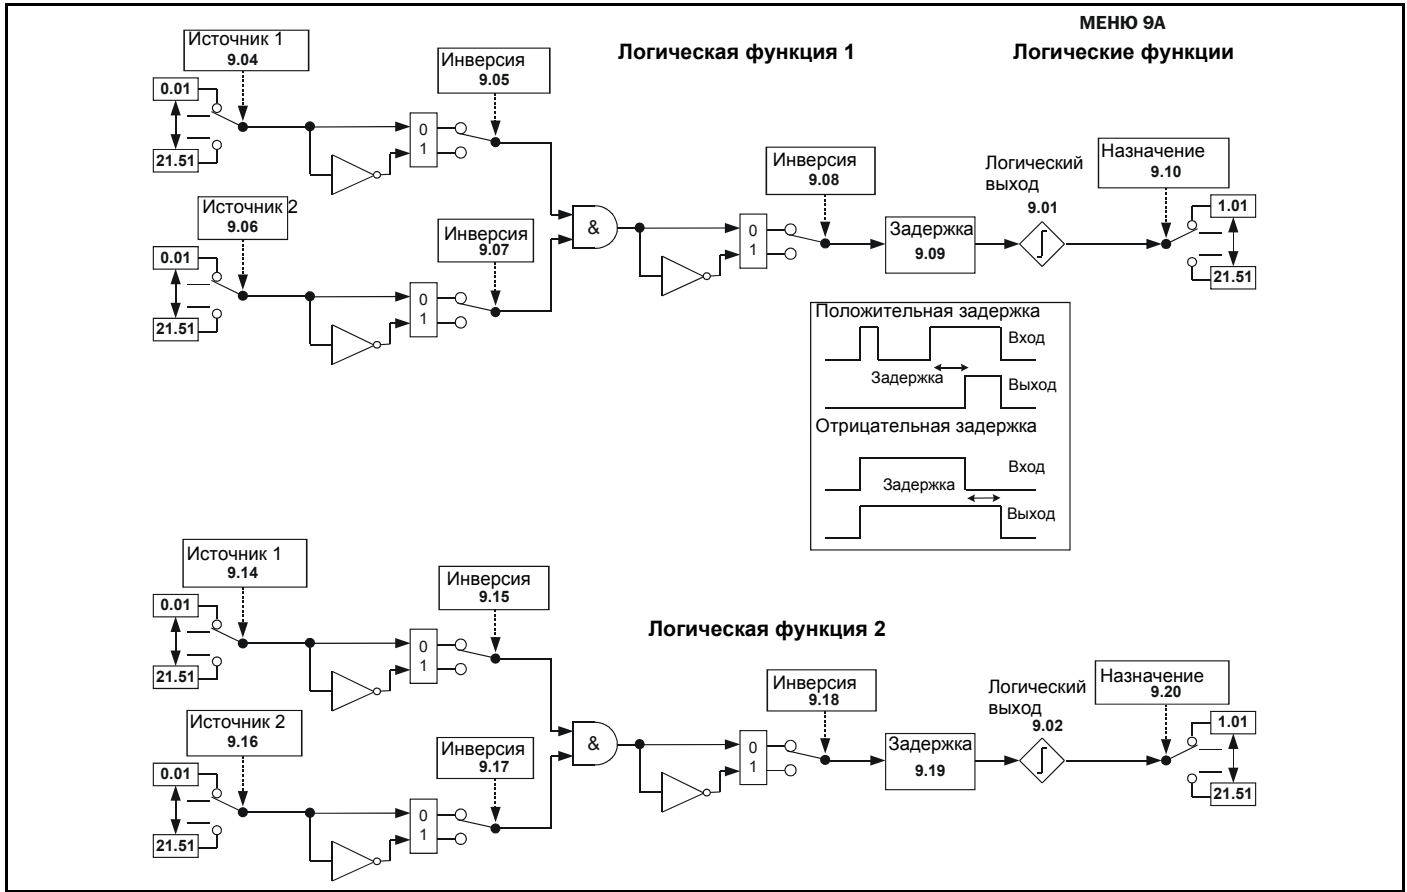 МЕНЮ 9A
Логическая функция 1
Логические функции
Источник 1
9.04
Инверсия
9.05
0.01
21.51
0
1
Источник 2
9.06
Инверсия
9.07
0.01
21.51
0
1
&
Инверсия
9.08
0
1
Задержка
9.09
Логический
выход
9.01
Назначение
9.10
1.01
21.51
Положительная задержка
Вход
Задержка
Выход
Отрицательная задержка
Вход
Задержка
Выход
Логическая функция 2
Источник 1
9.14
Инверсия
9.15
0.01
21.51
0
1
Источник 2
9.16
Инверсия
9.17
0.01
21.51
0
1
&
Инверсия
9.18
0
1
Задержка
9.19
Логический
выход
9.02
Назначение
9.20
1.01
21.51